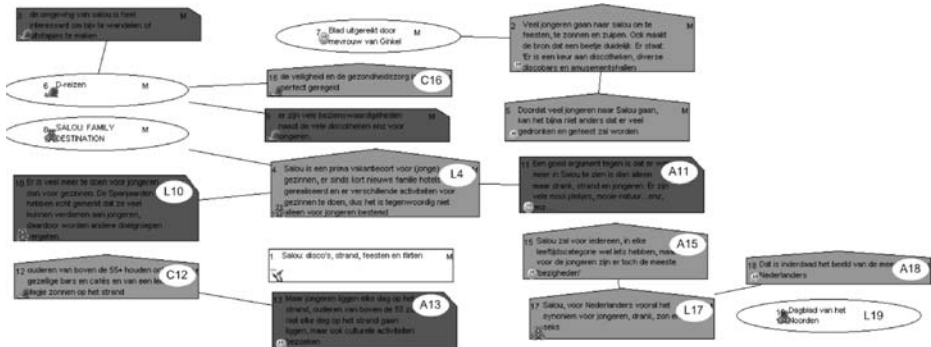 3 de omgeving van salou is heel M
interessant om bijv te wandelen of
uitstapjes te maken
7 Blad uitgereikt door M
mevrouw van Ginkel
2 Veel jongeren gaan naar Salou om te M
feesten, te zonnen en zuipen. Ook maakt
de bron dat een beetje duidelijk. Er staat:
'Er is een keur aan discotheken, diverse
discobars en amusementshallen
6 D-reizen M
16 de veiligheid en de gezondheidszorg is
perfect geregeld
C16
9 er zijn vele bezienswaardigheden M
naast de vele discotheken enz voor
jongeren.
5 Doordat veel jongeren naar Salou gaan, M
kan het bijna niet anders dat er veel
gedronken en gefeest zal worden.
8 SALOU: FAMILY M
DESTINATION
10 Er is veel meer te doen voor jongeren
dan voor gezinnen. De Spanjaarden
hebben echt gemerkt dat ze veel
kunnen verdienen aan jongeren,
daardoor worden andere doelgroepen
vergeten.
L10
4 Salou is een prima vakantieoort voor (jonge)
gezinnen, er sinds kort nieuwe familie hotels
gerealiseerd en er verschillende activiteiten voor
gezinnen te doen, dus het is tegenwoordig niet
alleen voor jongeren bestemd
L4
11 Een goed argument tegen is dat er
meer in Salou te zien is dan alleen
maar drank, strand en jongeren. Er zijn
vele mooi plekjes, mooie natuur...enz,
enz
A11
12 ouderen van boven de 55+ houden
gezellige bars en cafés en van een
dagje zonnen op het strand
C12
1 Salou: disco's, strand, feesten en flirten M
13 Maar jongeren liggen elke dag op het
strand, ouderen van boven de 55
niet elke dag op het strand gaan
liggen, maar ook culturele activiteiten
bezoeken.
A13
15 Salou zal voor iedereen, in elke
leeftijdscategorie wel iets hebben, maar
voor de jongeren zijn er toch de meeste
'bezigheden'
A15
17 Salou, voor Nederlanders vooral het
synoniem voor jongeren, drank, zon en
seks
L17
18 Dat is inderdaad het beeld van de
Nederlanders
A18
19 Dagblad van het
Noorden
L19